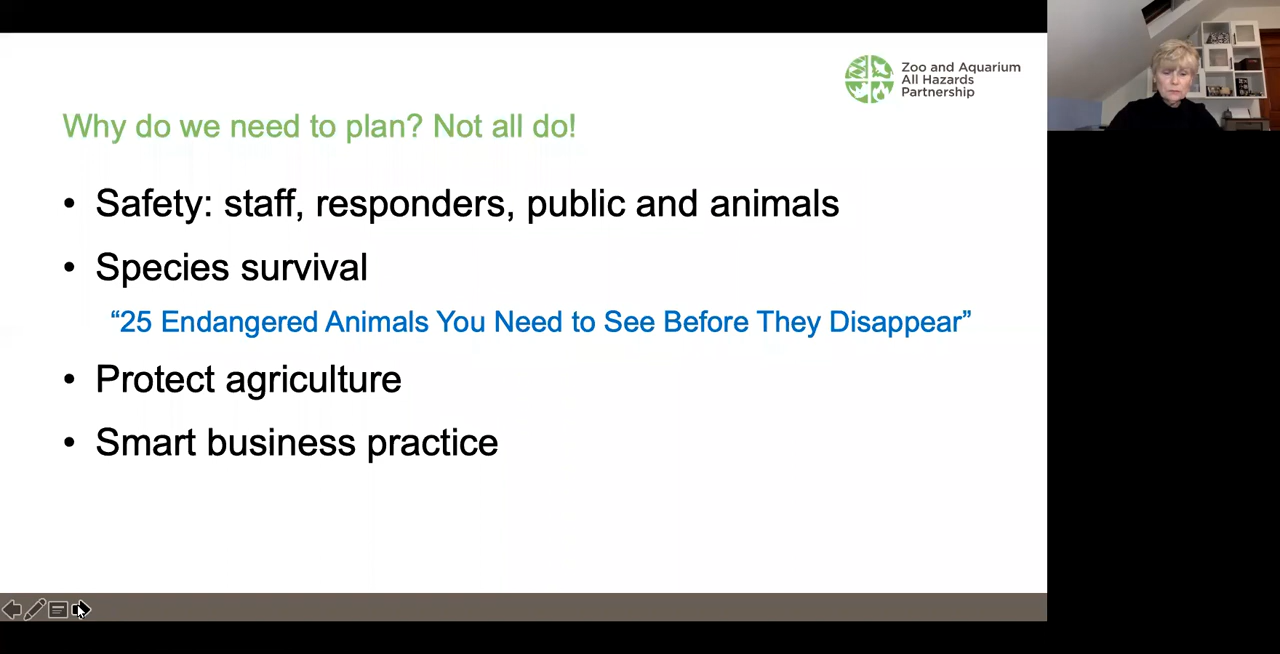 Zoo and Aquarium
All Hazards
Partnership
Why do we need to plan? Not all do!
• Safety: staff, responders, public and animals
• Species survival
“25 Endangered Animals You Need to See Before They Disappear”
• Protect agriculture
• Smart business practice